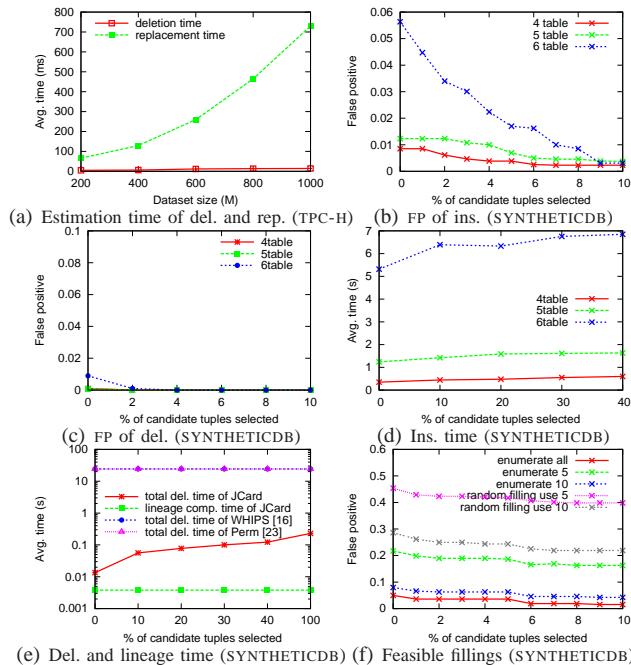 800
700
600
500
400
300
200
100
0
200
400
600
800
1000
Avg. time (ms)
Dataset size (M)
deletion time
replacement time
(a) Estimation time of del. and rep. (TPC-H)
0.06
0.05
0.04
0.03
0.02
0.01
0
0
2
4
6
8
10
False positive
% of candidate tuples selected
4 table
5 table
6 table
(b) FP of ins. (SYNTHETICDB)
0.1
0.08
0.06
0.04
0.02
0
0
2
4
6
8
10
False positive
% of candidate tuples selected
4table
5table
6table
(c) FP of del. (SYNTHETICDB)
7
6
5
4
3
2
1
0
0
10
20
30
40
Avg. time (s)
% of candidate tuples selected
4table
5table
6table
(d) Ins. time (SYNTHETICDB)
100
10
1
0.1
0.01
0.001
0
10
20
30
40
100
Avg. time (s)
% of candidate tuples selected
total del. time of JCard
lineage comp. time of JCard
total del. time of WHIPS [16]
total del. time of Perm [23]
(e) Del. and lineage time (SYNTHETICDB)
0.6
0.5
0.4
0.3
0.2
0.1
0
0
2
4
6
8
10
False positive
% of candidate tuples selected
enumerate all
enumerate 5
enumerate 10
random filling use 5
random filling use 10
(f) Feasible fillings (SYNTHETICDB)